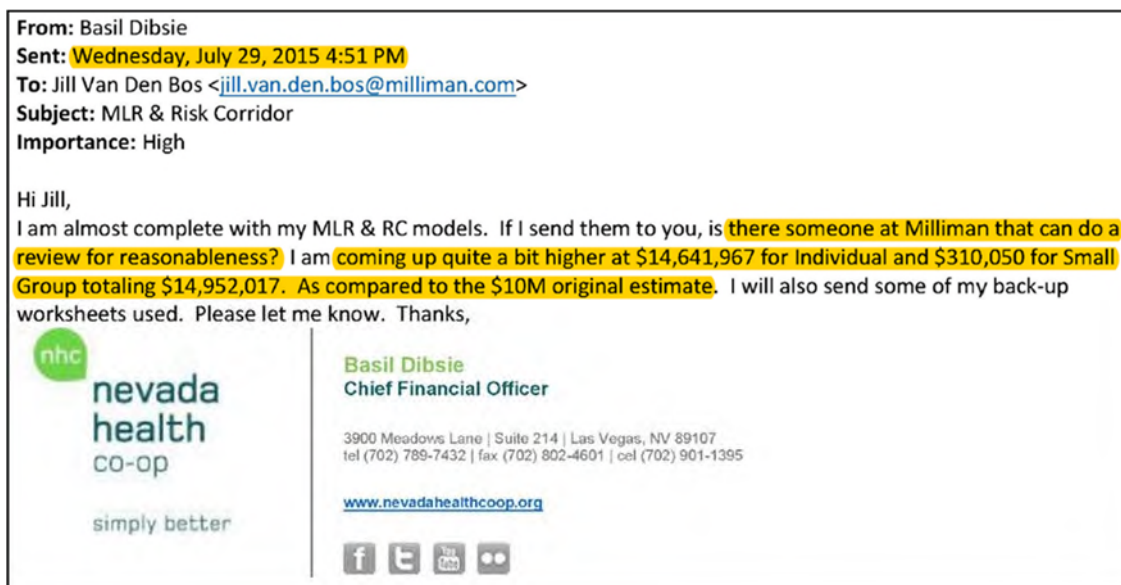 From: Basil Dibsie
Sent: Wednesday, July 29, 2015 4:51 PM
To: Jill Van Den Bos <jill.van.den.bos@milliman.com>
Subject: MLR & Risk Corridor
Importance: High
Hi Jill,
I am almost complete with my MLR & RC models.  If I send them to you, is there someone at Milliman that can do a
review for reasonableness?  I am coming up quite a bit higher at $14,641,967 for Individual and $310,050 for Small
Group totaling $14,952,017.  As compared to the $10M original estimate.  I will also send some of my back-up
worksheets used.  Please let me know.  Thanks,
nhc
nevada
health
co-op
simply better
Basil Dibsie
Chief Financial Officer
3900 Meadows Lane | Suite 214 | Las Vegas, NV 89107
tel (702) 789-7432 | fax (702) 802-4601 | cel (702) 901-1395
www.nevadahealthcoop.org
f t You Tube